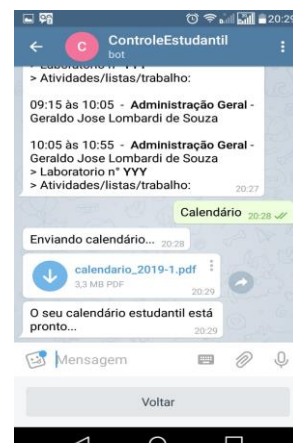 20:29
C
ControleEstudantil
bot
> Laboratorio n° YYY
> Atividades/listas/trabalho:
09:15 às 10:05 - Administração Geral -
Geraldo Jose Lombardi de Souza
10:05 às 10:55 - Administração Geral -
Geraldo Jose Lombardi de Souza
> Laboratorio n° YYY
> Atividades/listas/trabalho:
20:27
Calendário 20:28
Enviando calendário... 20:28
calendario_2019-1.pdf
3,3 MB PDF
20:29
O seu calendário estudantil está
pronto...
20:29
Mensagem
Voltar